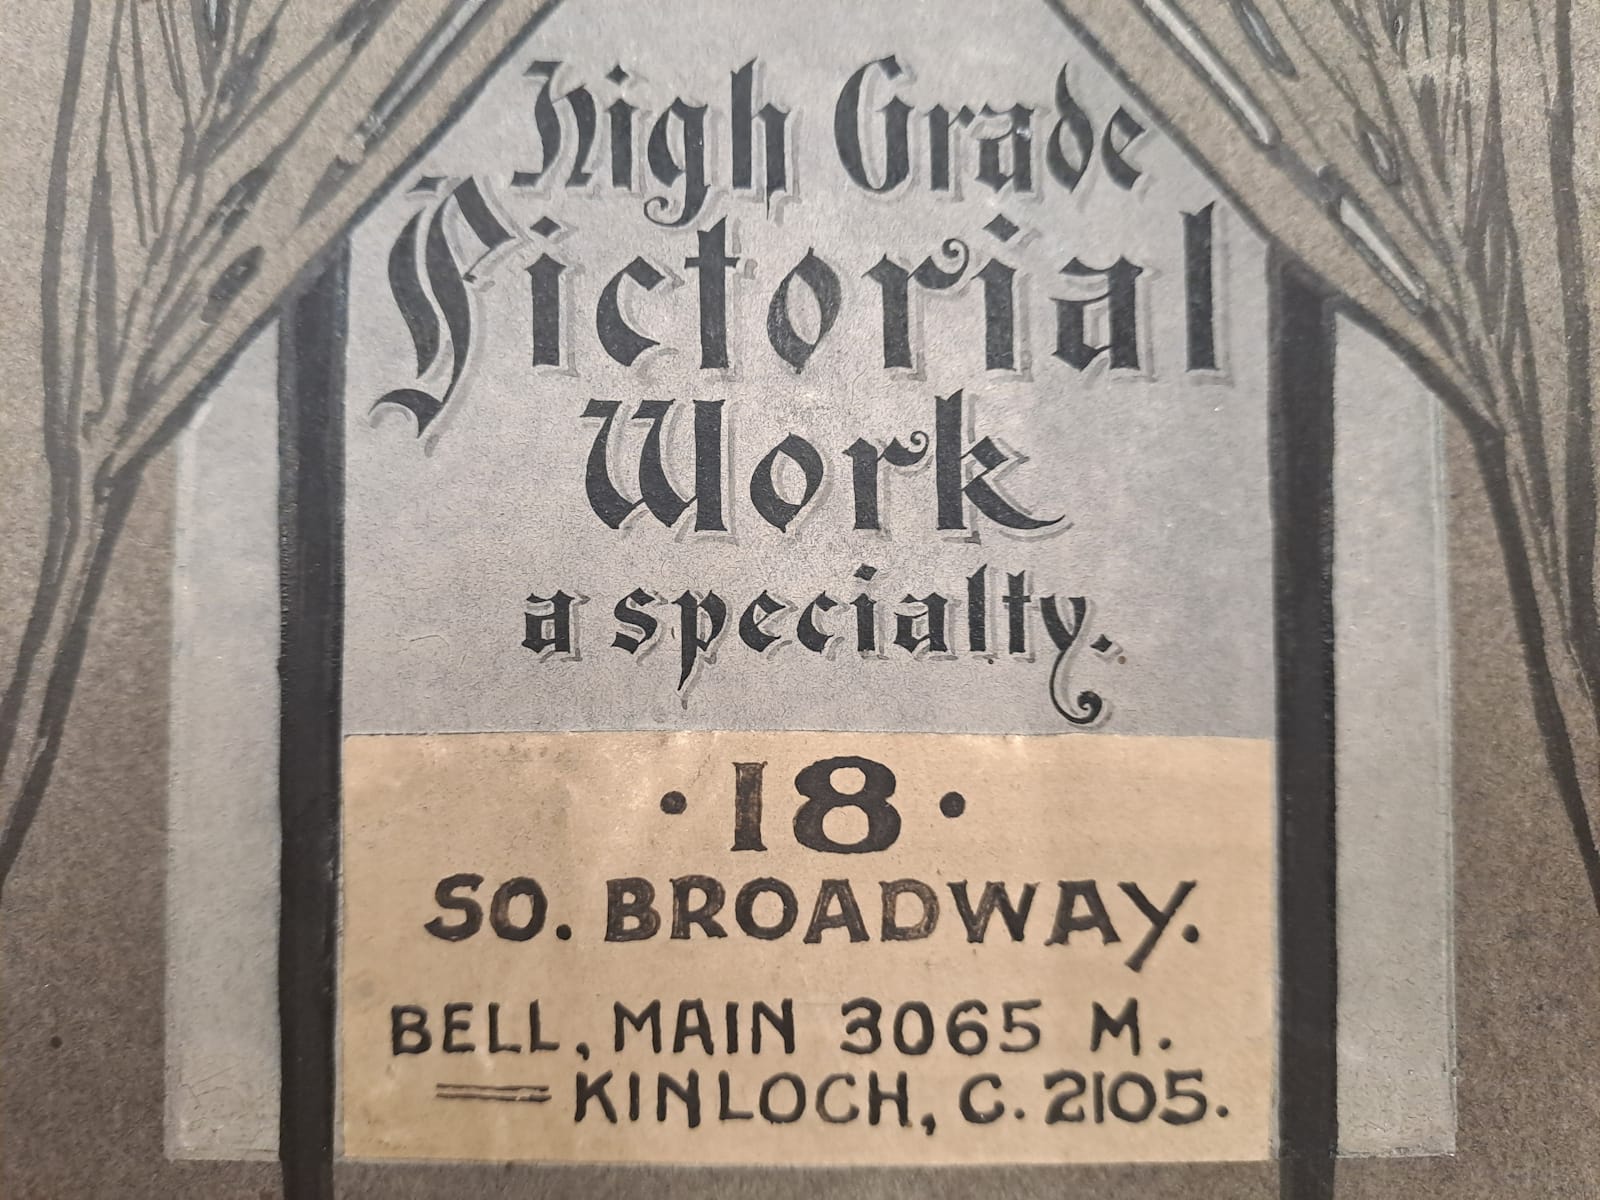 High Grade
Pictorial
Work
a specialty.
· 18 ·
SO. BROADWAY.
BELL, MAIN 3065 M.
KINLOCH, C. 2105.